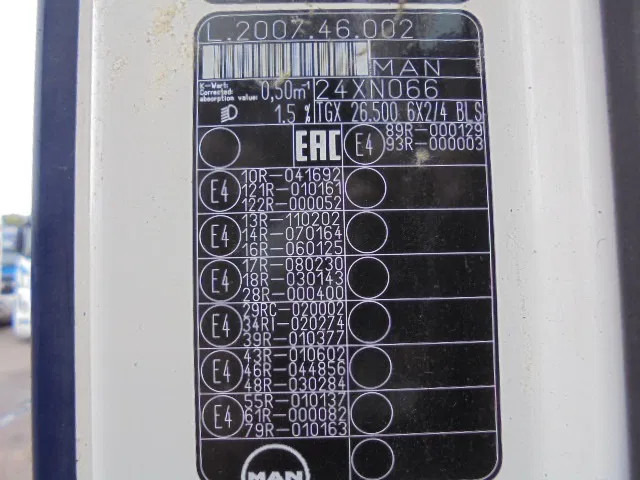 L.2007.46.002
MAN
K-Wert:
Corrected
absorption value: 0,50m⁻¹ 24XN066
1.5 % TGX 26.500 6X2/4 BLS
EAC E4 89R-000129
93R-000003
10R-041692
E4 121R-010161
122R-000052
13R-110202
E4 14R-070164
16R-060125
17R-080230
E4 18R-030143
28R-000400
29RC-020002
E4 34RI-020274
39R-010377
43R-010602
E4 46R-044856
48R-030284
55R-010137
E4 61R-000082
79R-010163
MAN